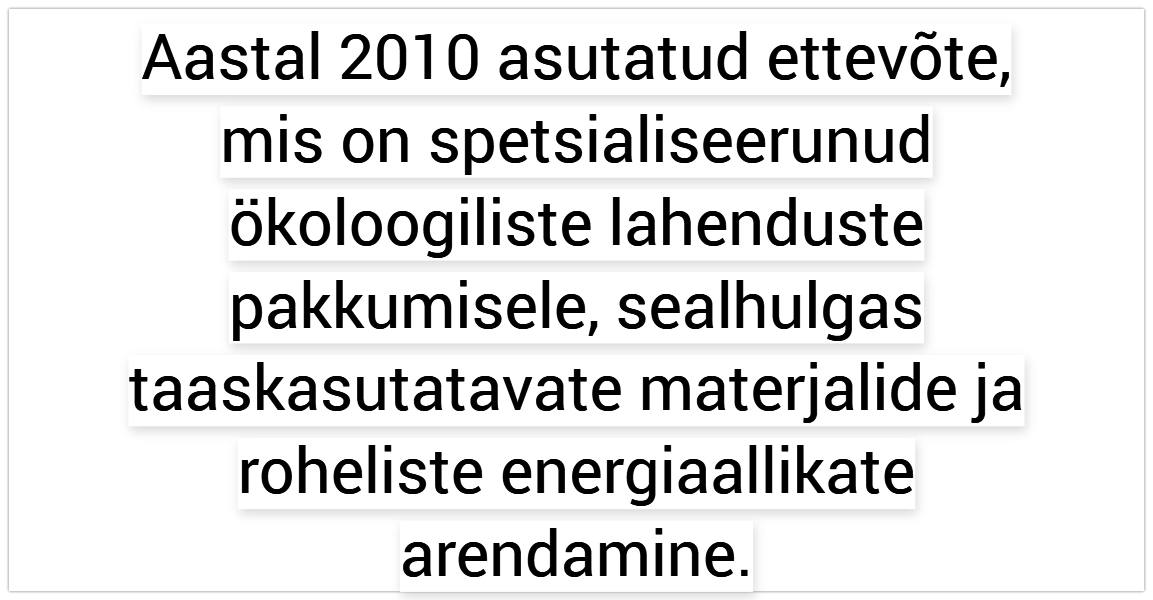 Aastal 2010 asutatud ettevõte,
mis on spetsialiseerunud
ökoloogiliste lahenduste
pakkumisele, sealhulgas
taaskasutatavate materjalide ja
roheliste energiaallikate
arendamine.